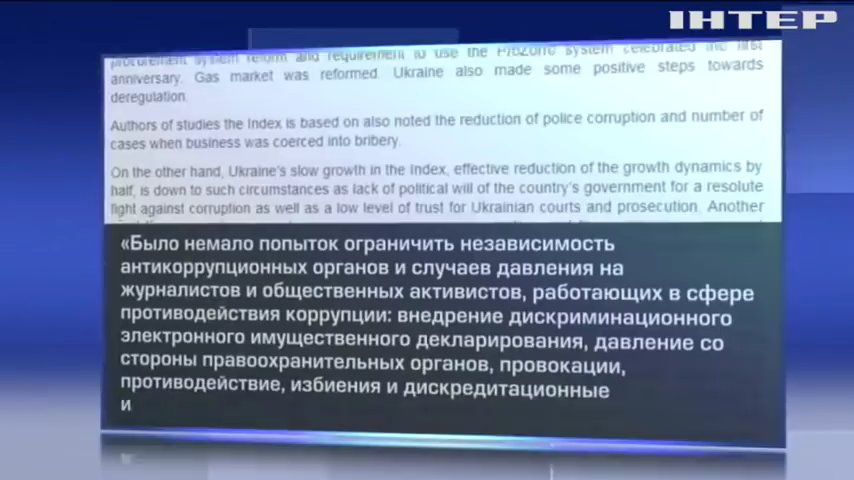 ІНТЕР
procurement system reform and requirement to use the ProZorro system celebrated the first
anniversary. Gas market was reformed. Ukraine also made some positive steps towards
deregulation.
Authors of studies the Index is based on also noted the reduction of police corruption and number of
cases when business was coerced into bribery.
On the other hand, Ukraine's slow growth in the Index, effective reduction of the growth dynamics by
half, is down to such circumstances as lack of political will of the country's government for a resolute
fight against corruption as well as a low level of trust for Ukrainian courts and prosecution. Another
«Было немало попыток ограничить независимость
антикоррупционных органов и случаев давления на
журналистов и общественных активистов, работающих в сфере
противодействия коррупции: внедрение дискриминационного
электронного имущественного декларирования, давление со
стороны правоохранительных органов, провокации,
противодействие, избиения и дискредитационные
и